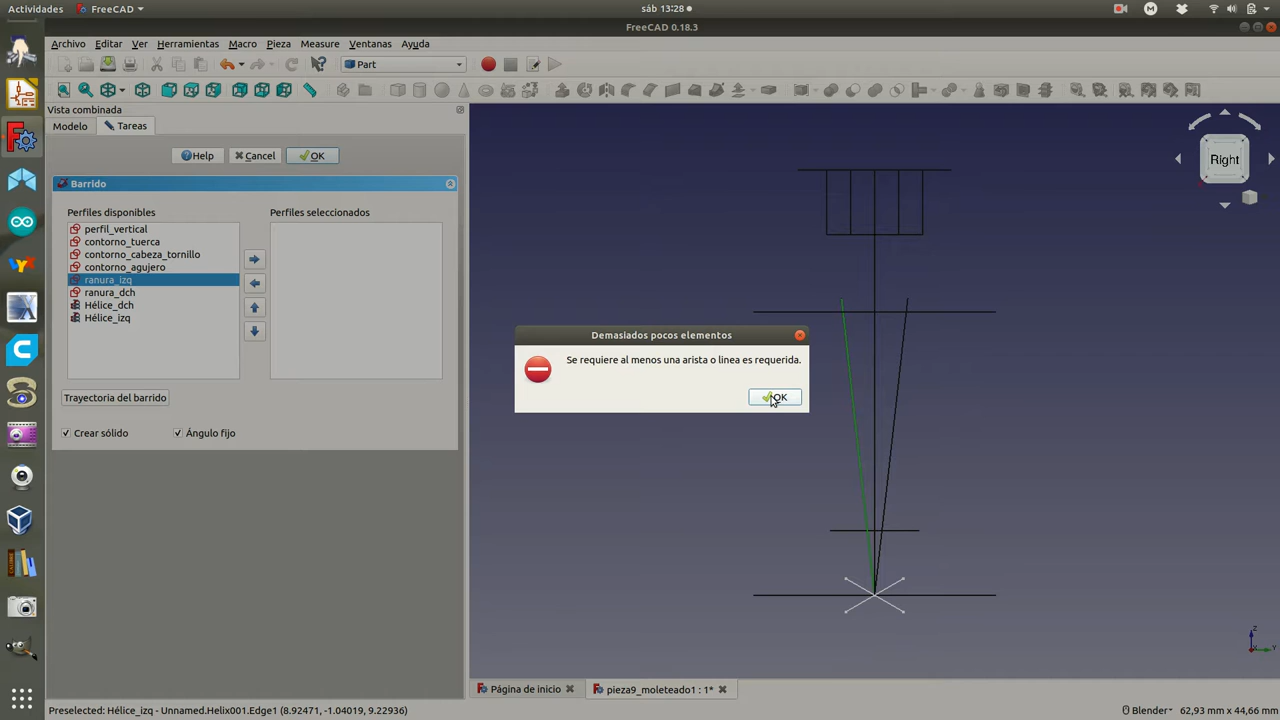 Actividades
FreeCAD
sáb 13:28
FreeCAD 0.18.3
Archivo Editar Ver Herramientas Macro Pieza Measure Ventanas Ayuda
Part
Vista combinada
Modelo Tareas
Help Cancel OK
Barrido
Perfiles disponibles
perfil_vertical
contorno_tuerca
contorno_cabeza_tornillo
contorno_agujero
ranura_izq
ranura_dch
Hélice_dch
Hélice_izq
Perfiles seleccionados
Trayectoria del barrido
Crear sólido Ángulo fijo
Demasiados pocos elementos
Se requiere al menos una arista o linea es requerida.
OK
Right
Z
Y
Página de inicio pieza9_moleteado1 : 1*
Preselected: Hélice_izq - Unnamed.Helix001.Edge1 (8.92471, -1.04019, 9.22936)
Blender 62,93 mm x 44,66 mm